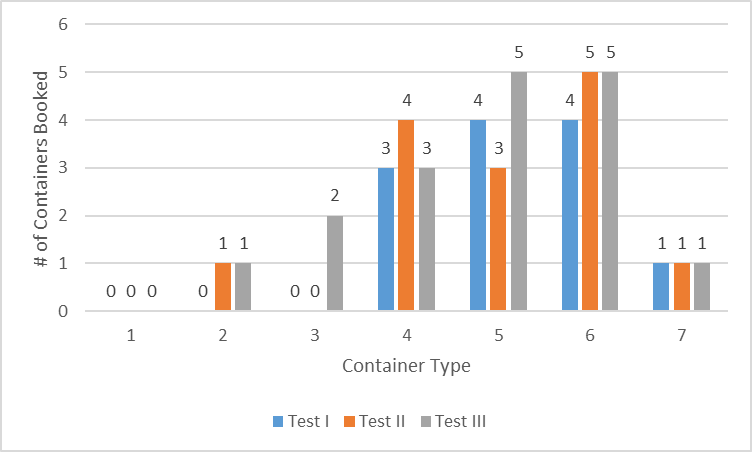 6
5
4
3
2
1
0
# of Containers Booked
0 0 0
0 1 1
0 0 2
3 4 3
4 3 5
4 5 5
1 1 1
1 2 3 4 5 6 7
Container Type
Test I Test II Test III